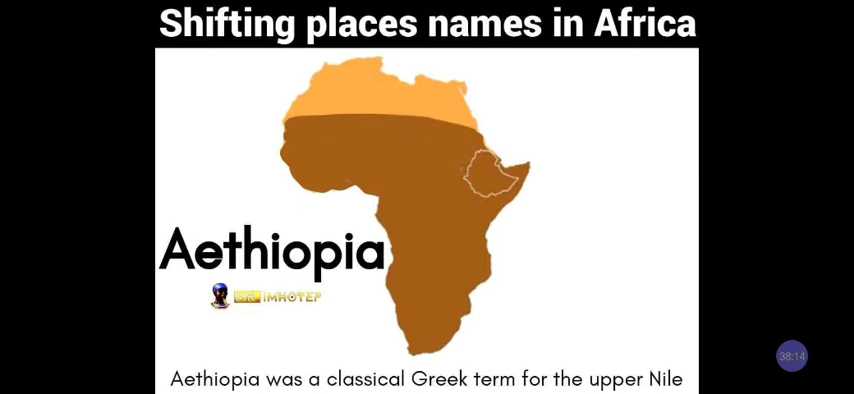 Shifting places names in Africa
Aethiopia
IMHOTEP
Aethiopia was a classical Greek term for the upper Nile
38:14